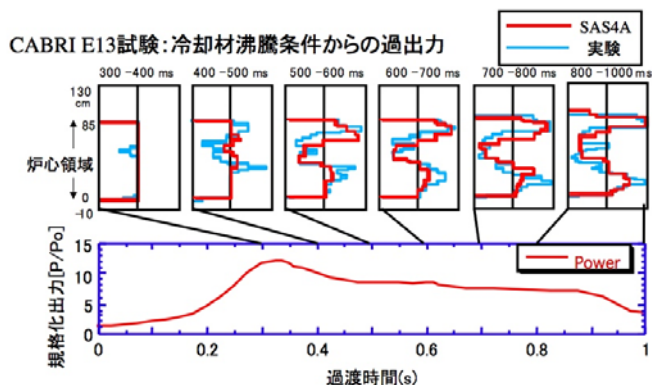 CABRI E13試験:冷却材沸騰条件からの過出力
SAS4A
実験
300 -400 ms
400 -500 ms
500 -600 ms
600 -700 ms
700 -800 ms
800 -1000 ms
130
cm
85
炉心領域
0
-10
規格化出力[P/Po]
15
10
5
0
Power
0
0.2
0.4
0.6
0.8
1
過渡時間(s)